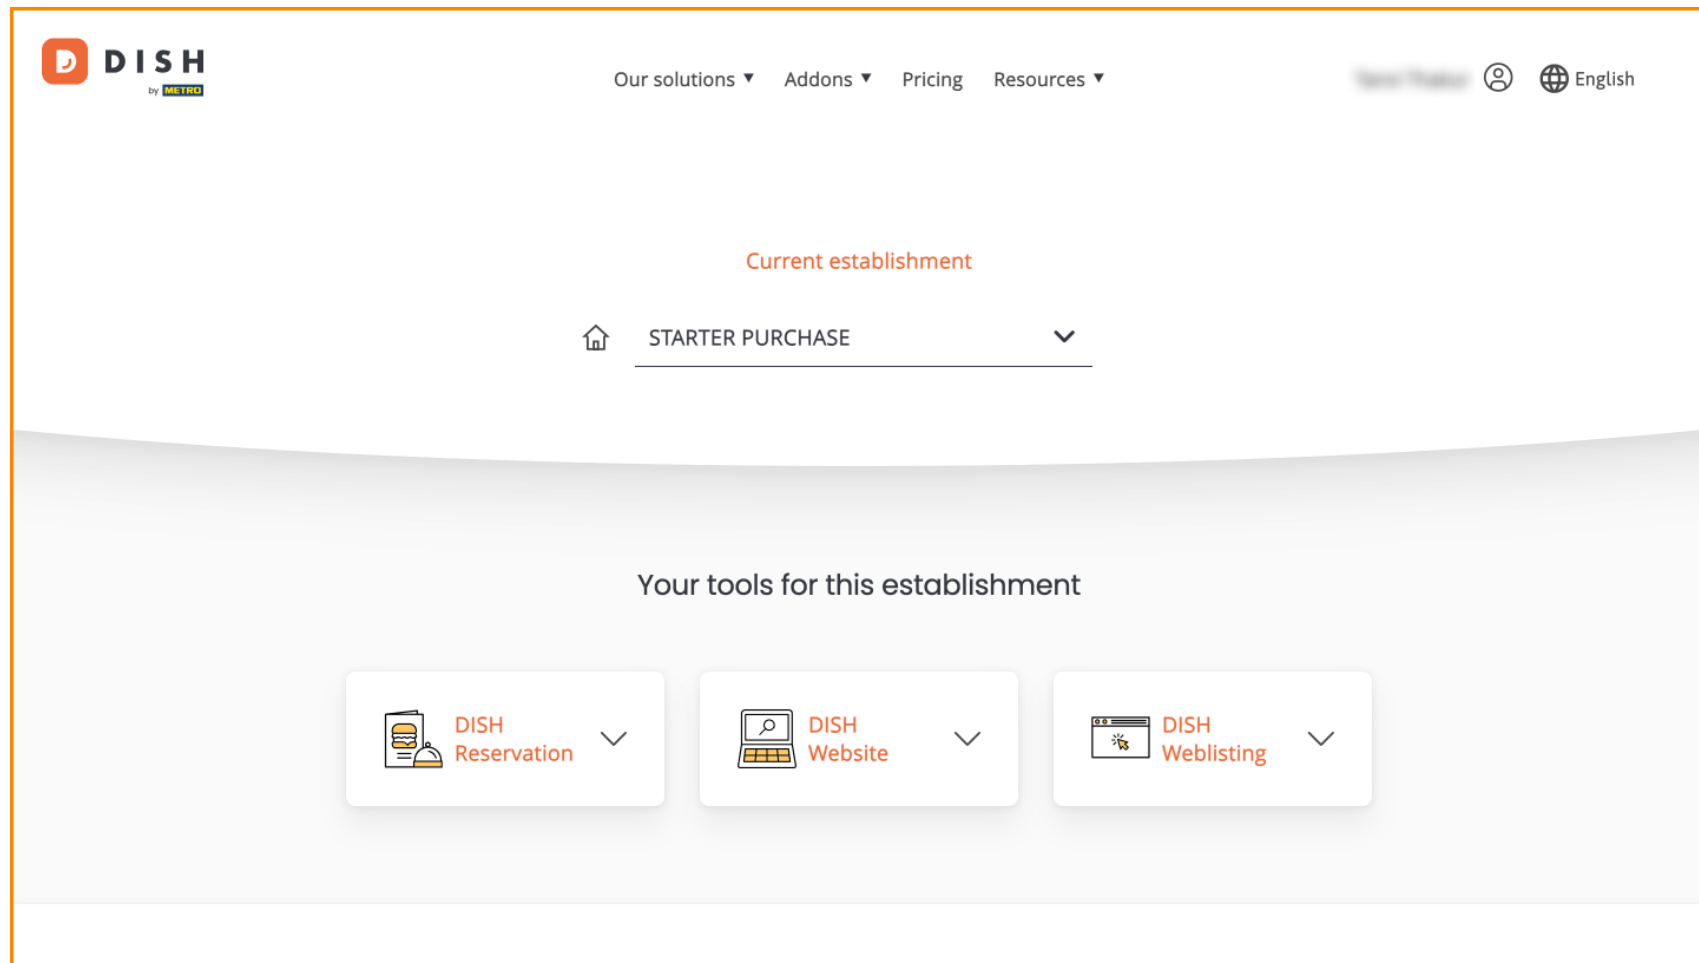 DISH
by METRO
Our solutions ▼ Addons ▼ Pricing Resources ▼
English
Current establishment
STARTER PURCHASE
Your tools for this establishment
DISH
Reservation
DISH
Website
DISH
Weblisting